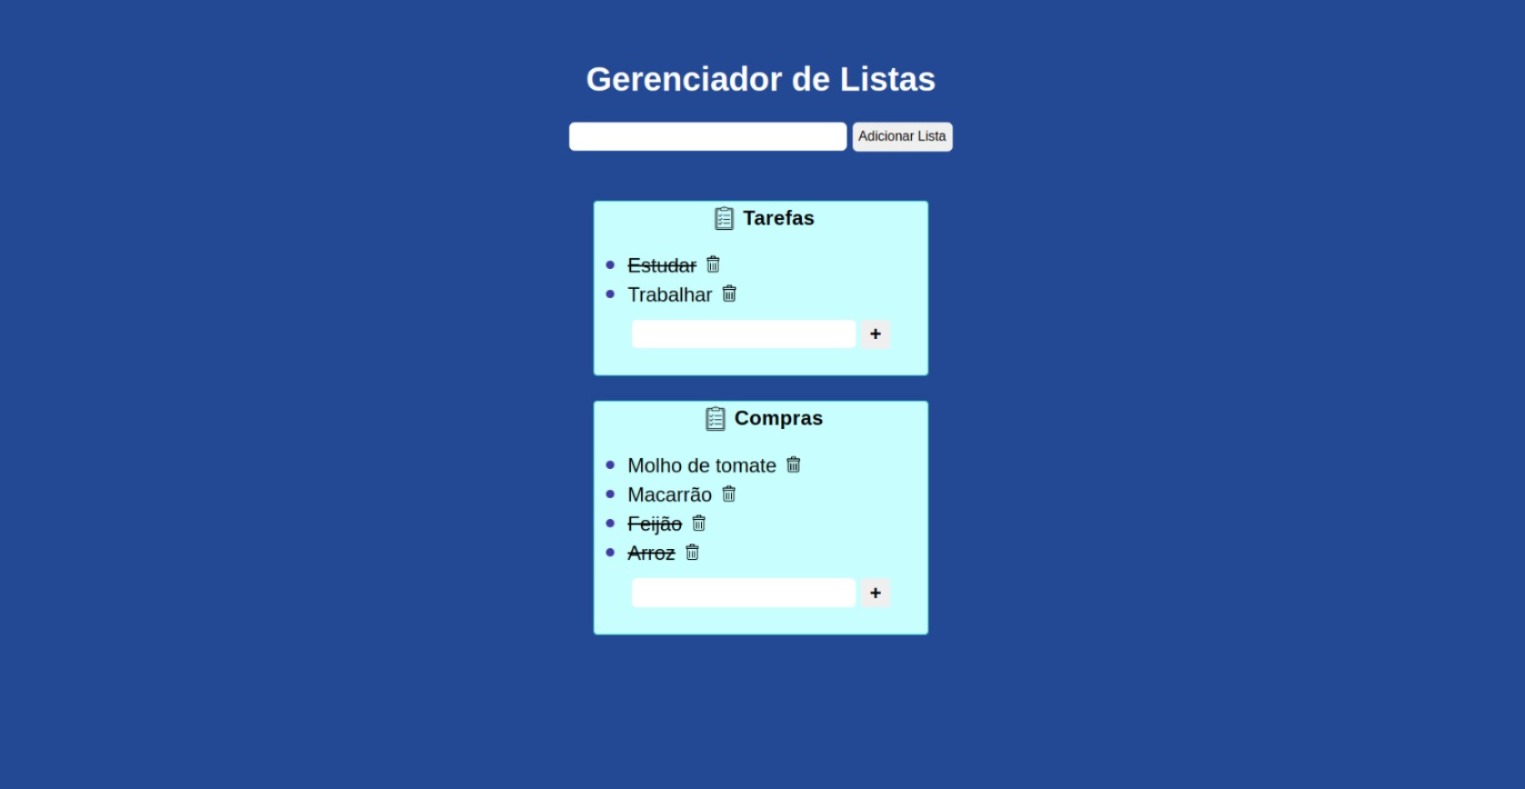 Gerenciador de Listas
Adicionar Lista
Tarefas
Estudar
Trabalhar
+
Compras
Molho de tomate
Macarrão
Feijão
Arroz
+